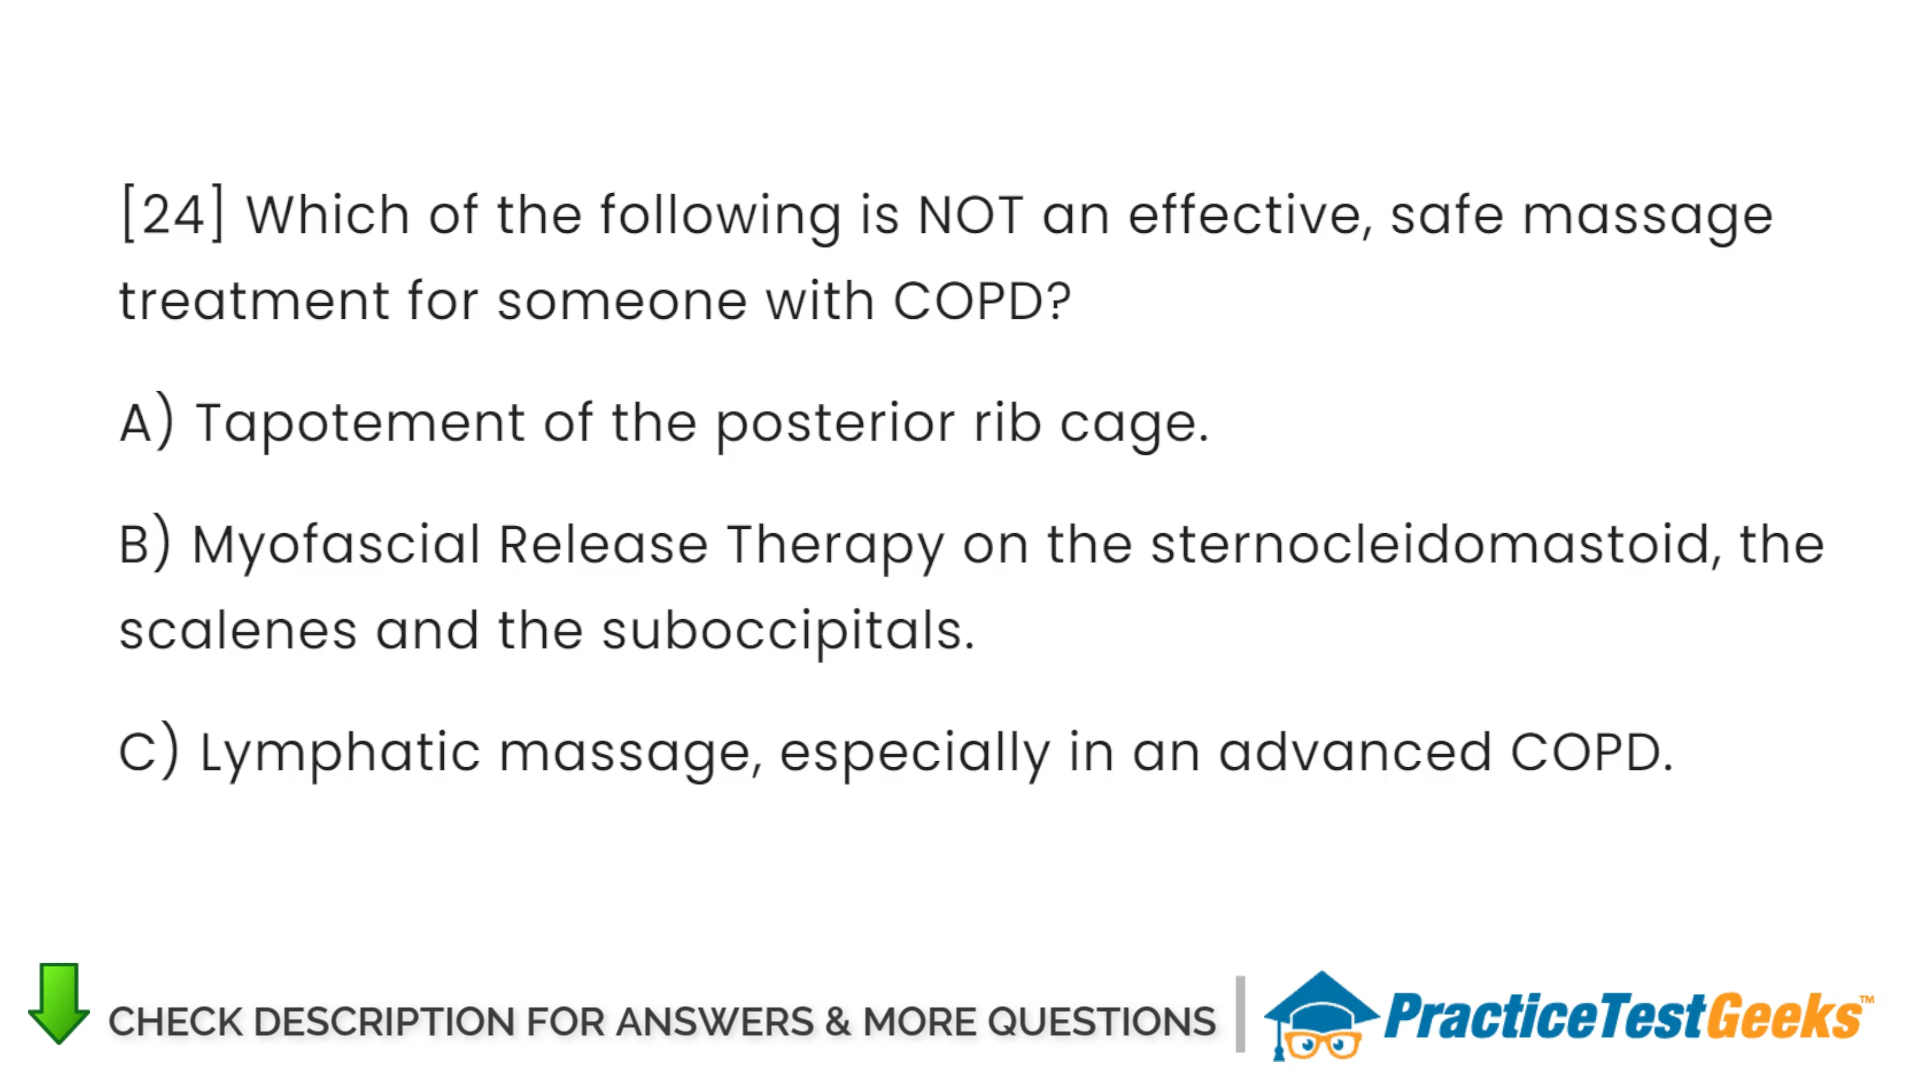 [24] Which of the following is NOT an effective, safe massage
treatment for someone with COPD?
A) Tapotement of the posterior rib cage.
B) Myofascial Release Therapy on the sternocleidomastoid, the
scalenes and the suboccipitals.
C) Lymphatic massage, especially in an advanced COPD.
CHECK DESCRIPTION FOR ANSWERS & MORE QUESTIONS
PracticeTestGeeks™